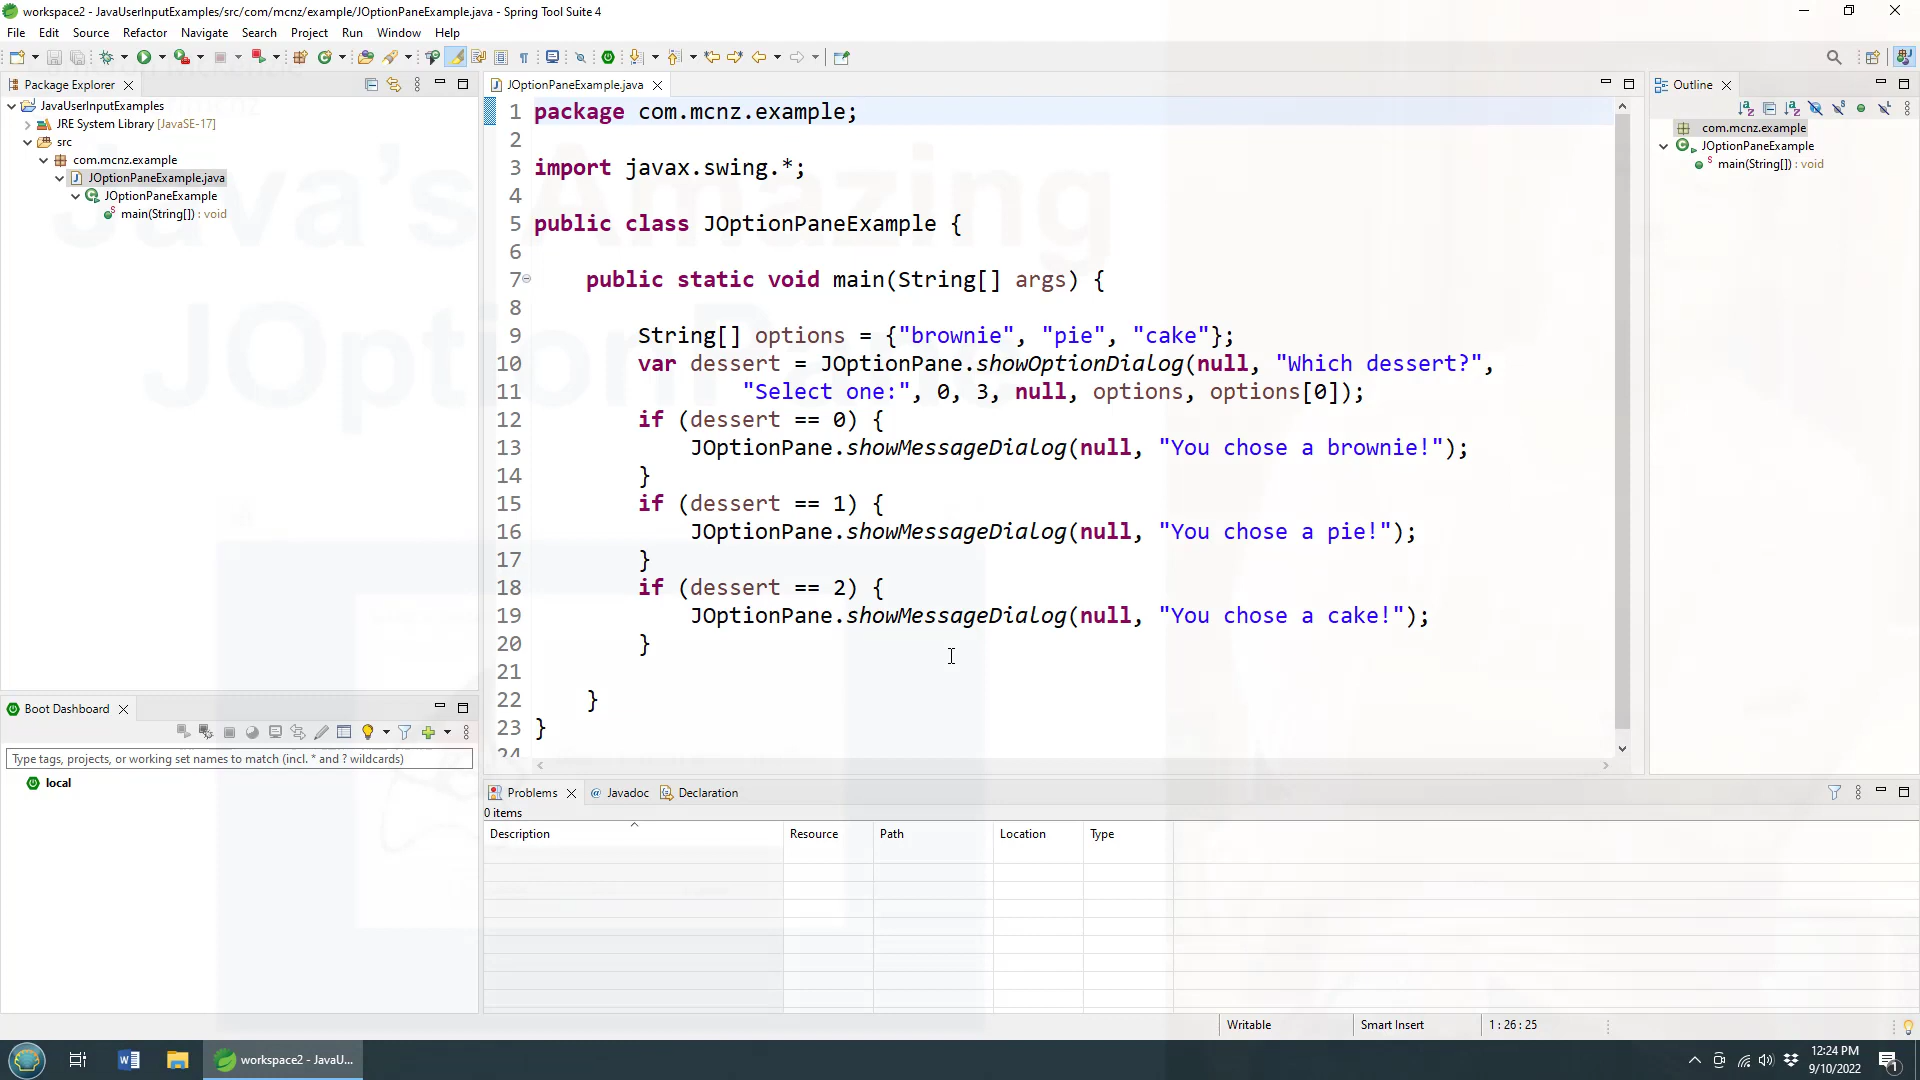 workspace2 - JavaUserInputExamples/src/com/mcnz/example/JOptionPaneExample.java - Spring Tool Suite 4
File Edit Source Refactor Navigate Search Project Run Window Help
Package Explorer
JavaUserInputExamples
JRE System Library [JavaSE-17]
src
com.mcnz.example
JOptionPaneExample.java
JOptionPaneExample
main(String[]) : void
Java's Amazing
JOptionPane
JOptionPaneExample.java
1 package com.mcnz.example;
2
3 import javax.swing.*;
4
5 public class JOptionPaneExample {
6
7 public static void main(String[] args) {
8
9 String[] options = {"brownie", "pie", "cake"};
10 var dessert = JOptionPane.showOptionDialog(null, "Which dessert?",
11 "Select one:", 0, 3, null, options, options[0]);
12 if (dessert == 0) {
13 JOptionPane.showMessageDialog(null, "You chose a brownie!");
14 }
15 if (dessert == 1) {
16 JOptionPane.showMessageDialog(null, "You chose a pie!");
17 }
18 if (dessert == 2) {
19 JOptionPane.showMessageDialog(null, "You chose a cake!");
20 }
21
22 }
23 }
24
Outline
com.mcnz.example
JOptionPaneExample
main(String[]) : void
Boot Dashboard
Type tags, projects, or working set names to match (incl. * and ? wildcards)
local
Problems Javadoc Declaration
0 items
Description Resource Path Location Type
Writable Smart Insert 1 : 26 : 25
workspace2 - JavaU...
12:24 PM
9/10/2022
1